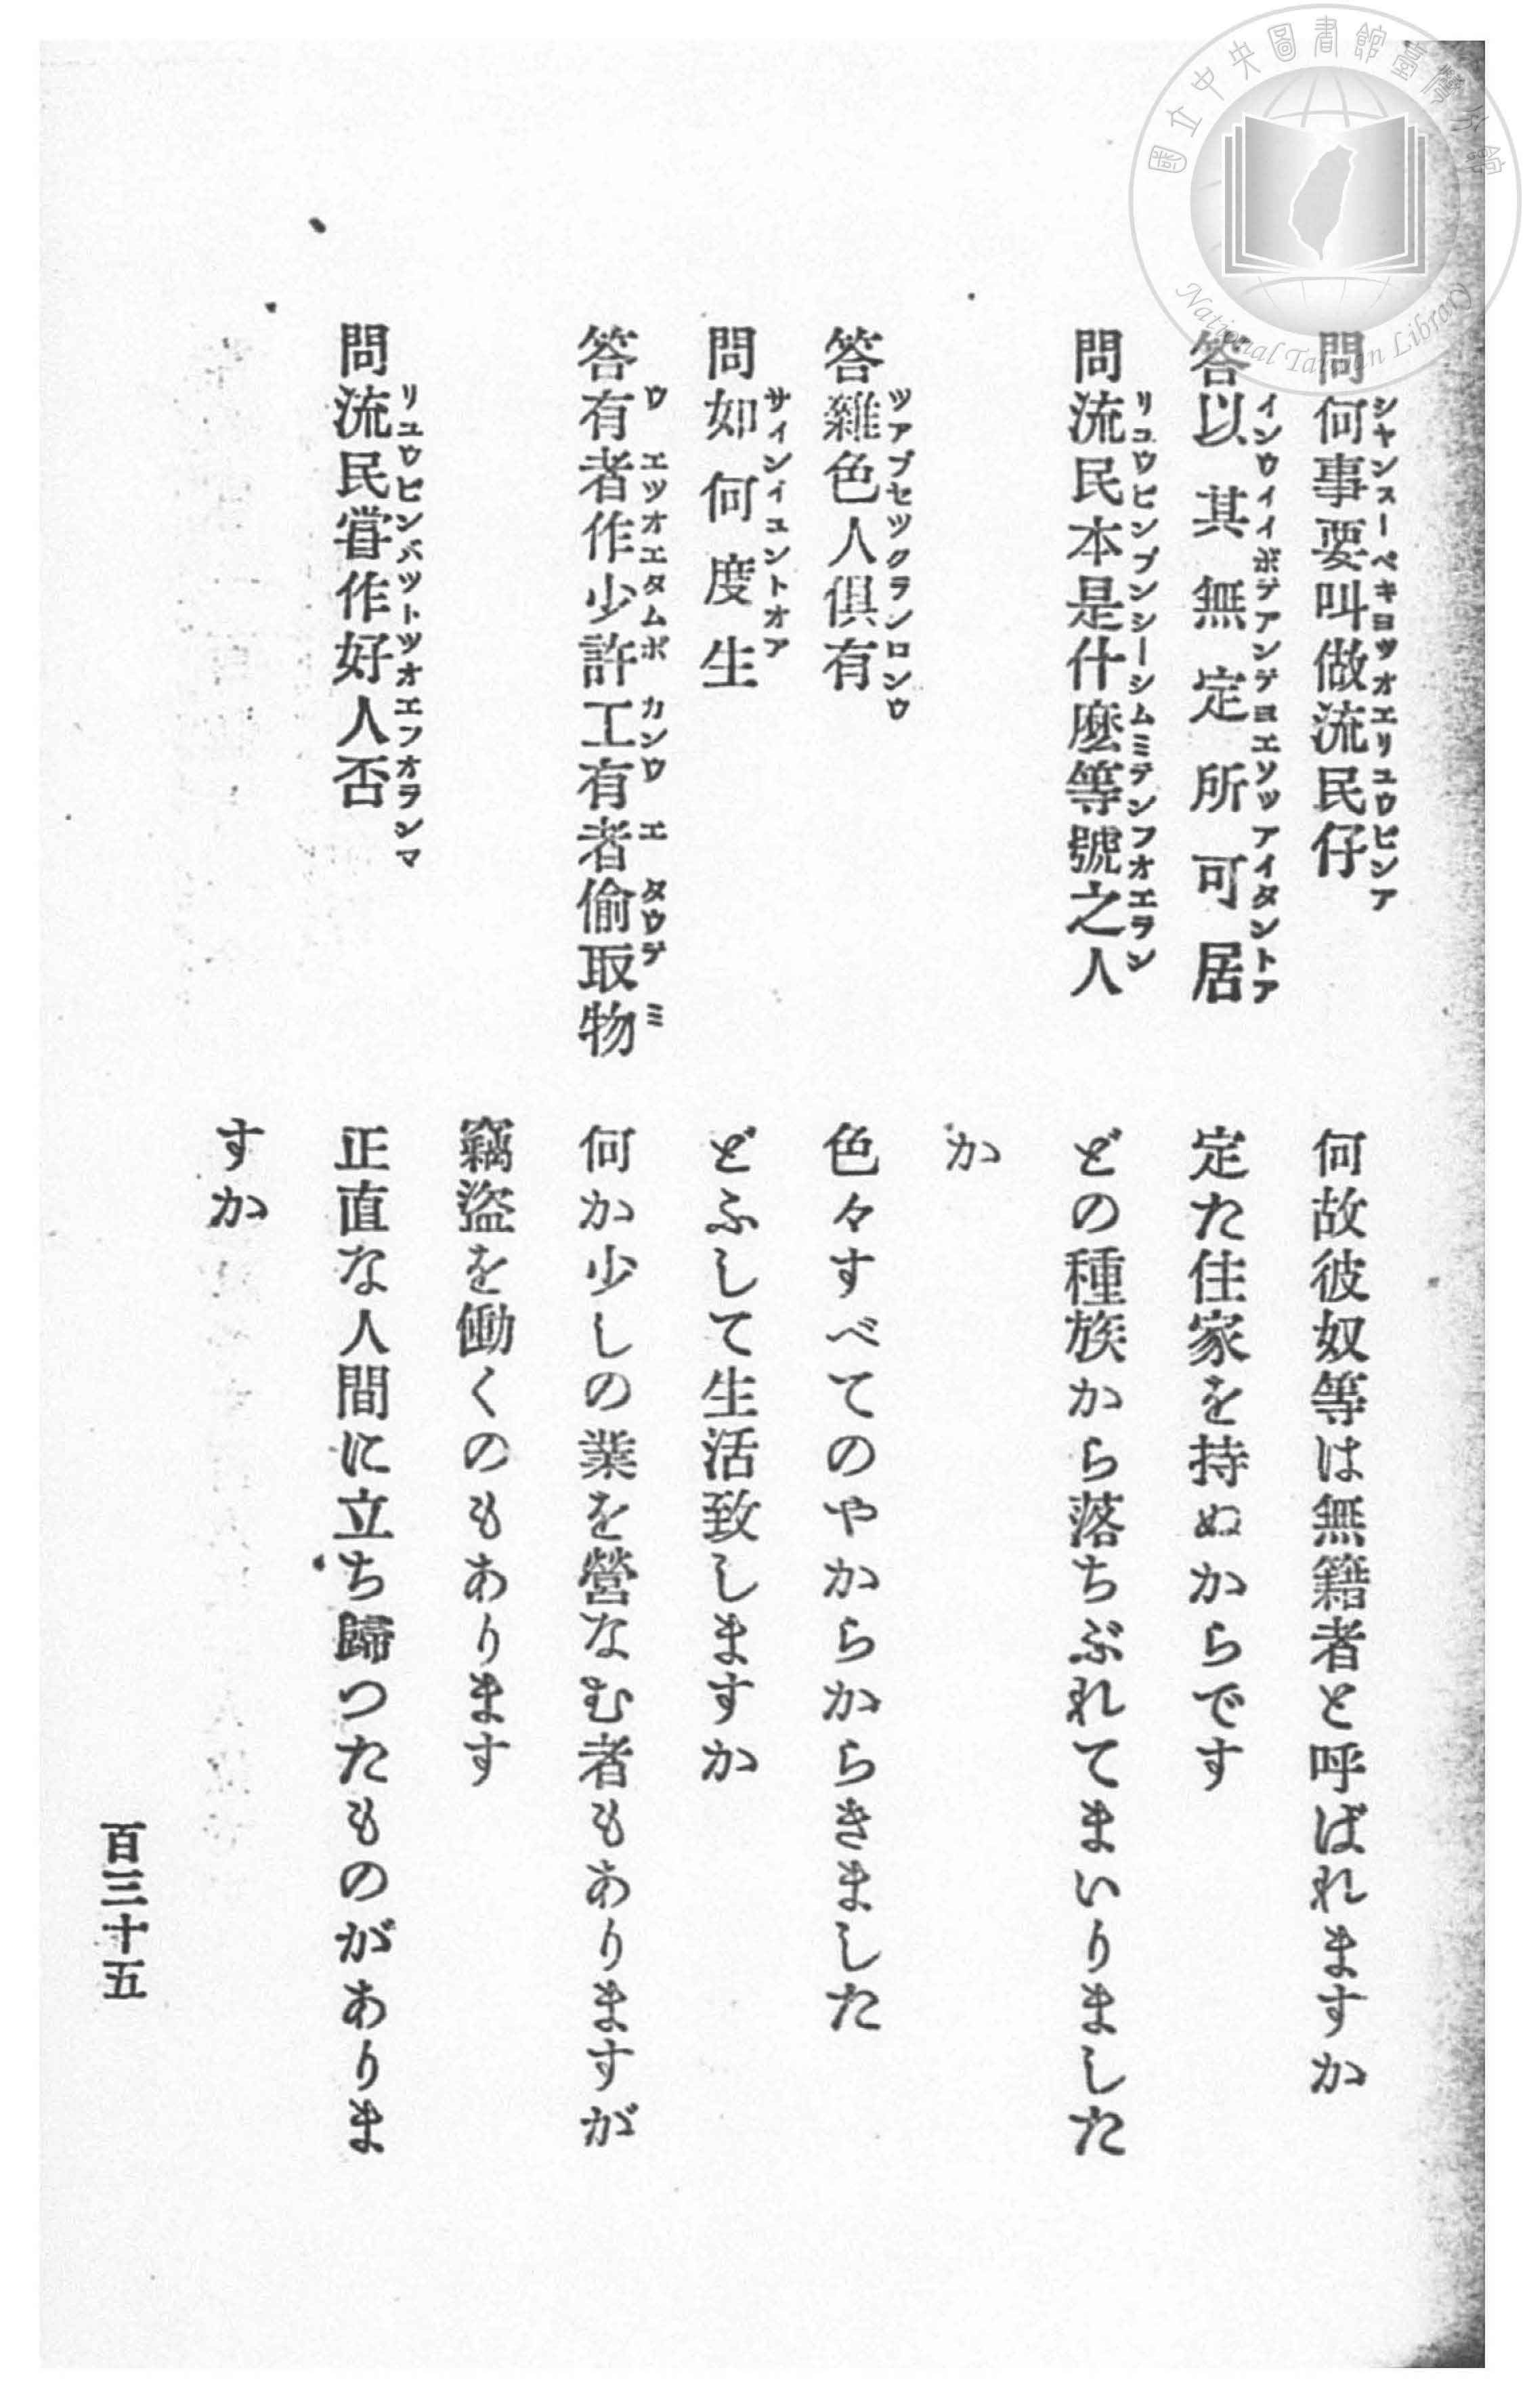 國立中央圖書館臺灣分館
National Taiwan Library
問何事要叫做流民仔
シヤンスーベキヨツオエリユウピンア
何故彼奴等は無籍者と呼ばれますか
答以其無定所可居
インウイイボデアンゲヨエソツアイタントア
定た住家を持ぬからです
問流民本是什麽等號之人
リユウピンプンシーシムミテンフオエラン
どの種族から落ちぶれてまいりました
か
答雜色人俱有
ツアプセツクランロンウ
色々すべてのやからからきました
問如何度生
サインイユントオア
どふして生活致しますか
答有者作少許工有者偷取物
ウエツオエタムボカンウエタウデミ
何か少しの業を營なむ者もありますが
竊盜を働くのもあります
問流民甞作好人否
リユウピンバツトツオエフオランマ
正直な人間に立ち歸つたものがありま
すか
百三十五